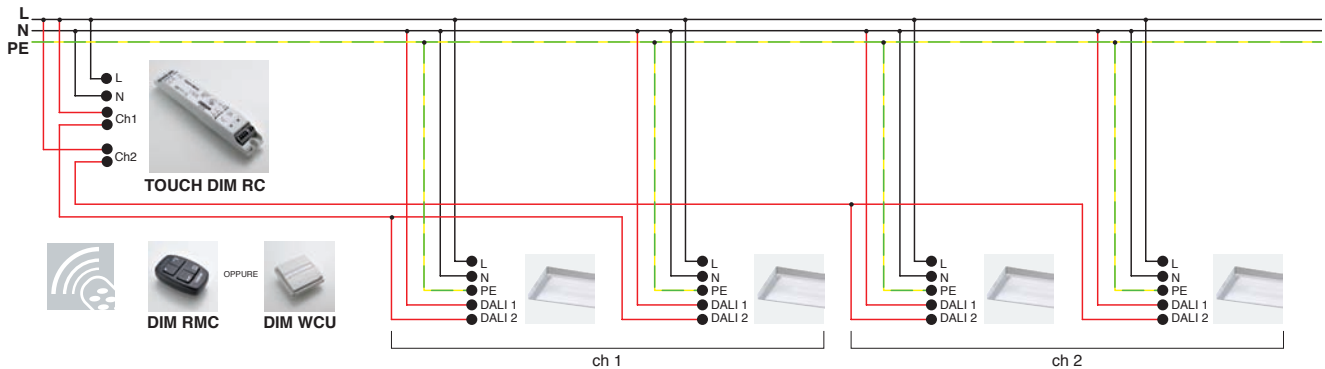 L
N
PE
L
N
Ch1
Ch2
TOUCH DIM RC
OPPURE
DIM RMC
DIM WCU
L
N
PE
DALI 1
DALI 2
L
N
PE
DALI 1
DALI 2
L
N
PE
DALI 1
DALI 2
L
N
PE
DALI 1
DALI 2
ch 1
ch 2